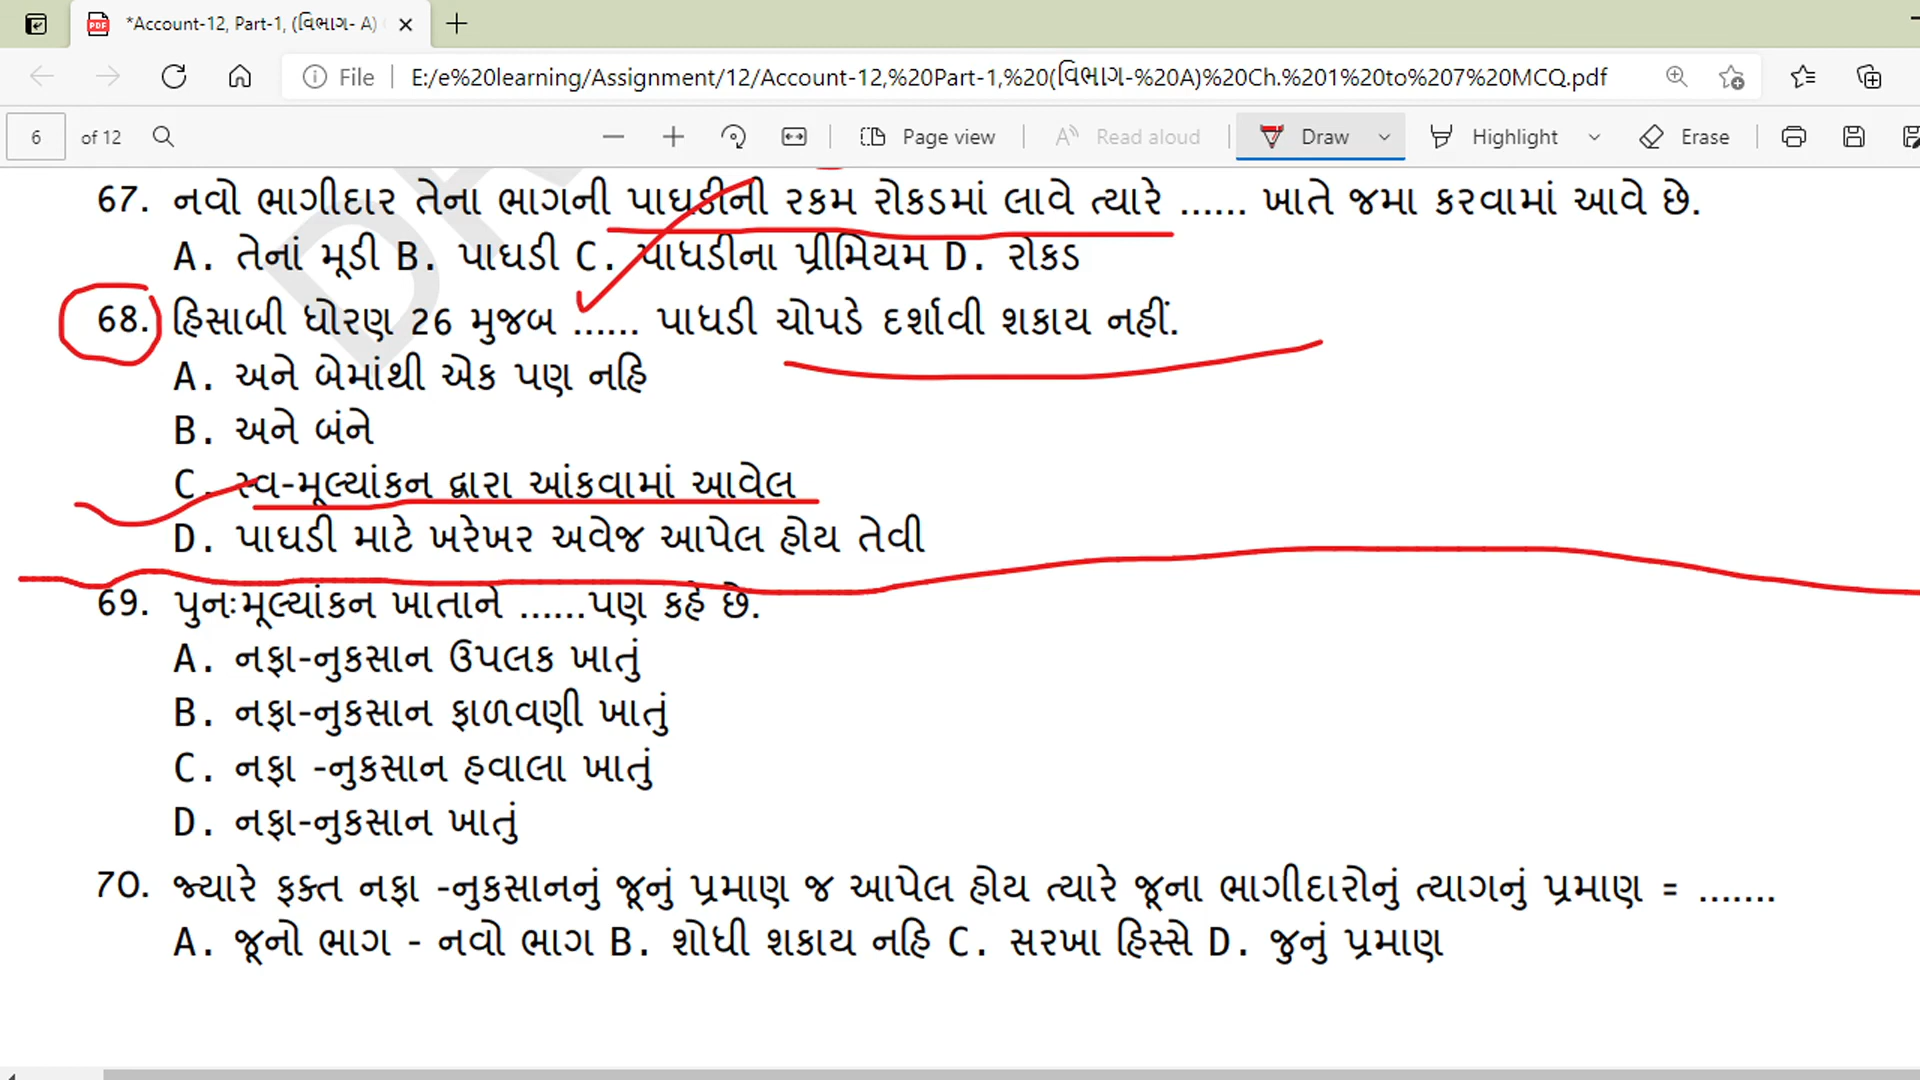 *Account-12, Part-1, (વિભાગ- A)
File
E:/e%20learning/Assignment/12/Account-12,%20Part-1,%20(વિભાગ-%20A)%20Ch.%201%20to%207%20MCQ.pdf
6 of 12 Page view Read aloud Draw Highlight Erase
67. નવો ભાગીદાર તેના ભાગની પાઘડીની રકમ રોકડમાં લાવે ત્યારે ...... ખાતે જમા કરવામાં આવે છે.
A. તેનાં મૂડી B. પાઘડી C. પાઘડીના પ્રીમિયમ D. રોકડ
68. હિસાબી ધોરણ 26 મુજબ ...... પાઘડી ચોપડે દર્શાવી શકાય નહીં.
A. અને બેમાંથી એક પણ નહિ
B. અને બંને
C. સ્વ-મૂલ્યાંકન દ્વારા આંકવામાં આવેલ
D. પાઘડી માટે ખરેખર અવેજ આપેલ હોય તેવી
69. પુનઃમૂલ્યાંકન ખાતાને ......પણ કહે છે.
A. નફા-નુકસાન ઉપલક ખાતું
B. નફા-નુકસાન ફાળવણી ખાતું
C. નફા -નુકસાન હવાલા ખાતું
D. નફા-નુકસાન ખાતું
70. જ્યારે ફક્ત નફા -નુકસાનનું જૂનું પ્રમાણ જ આપેલ હોય ત્યારે જૂના ભાગીદારોનું ત્યાગનું પ્રમાણ = .......
A. જૂનો ભાગ - નવો ભાગ B. શોધી શકાય નહિ C. સરખા હિસ્સે D. જુનું પ્રમાણ